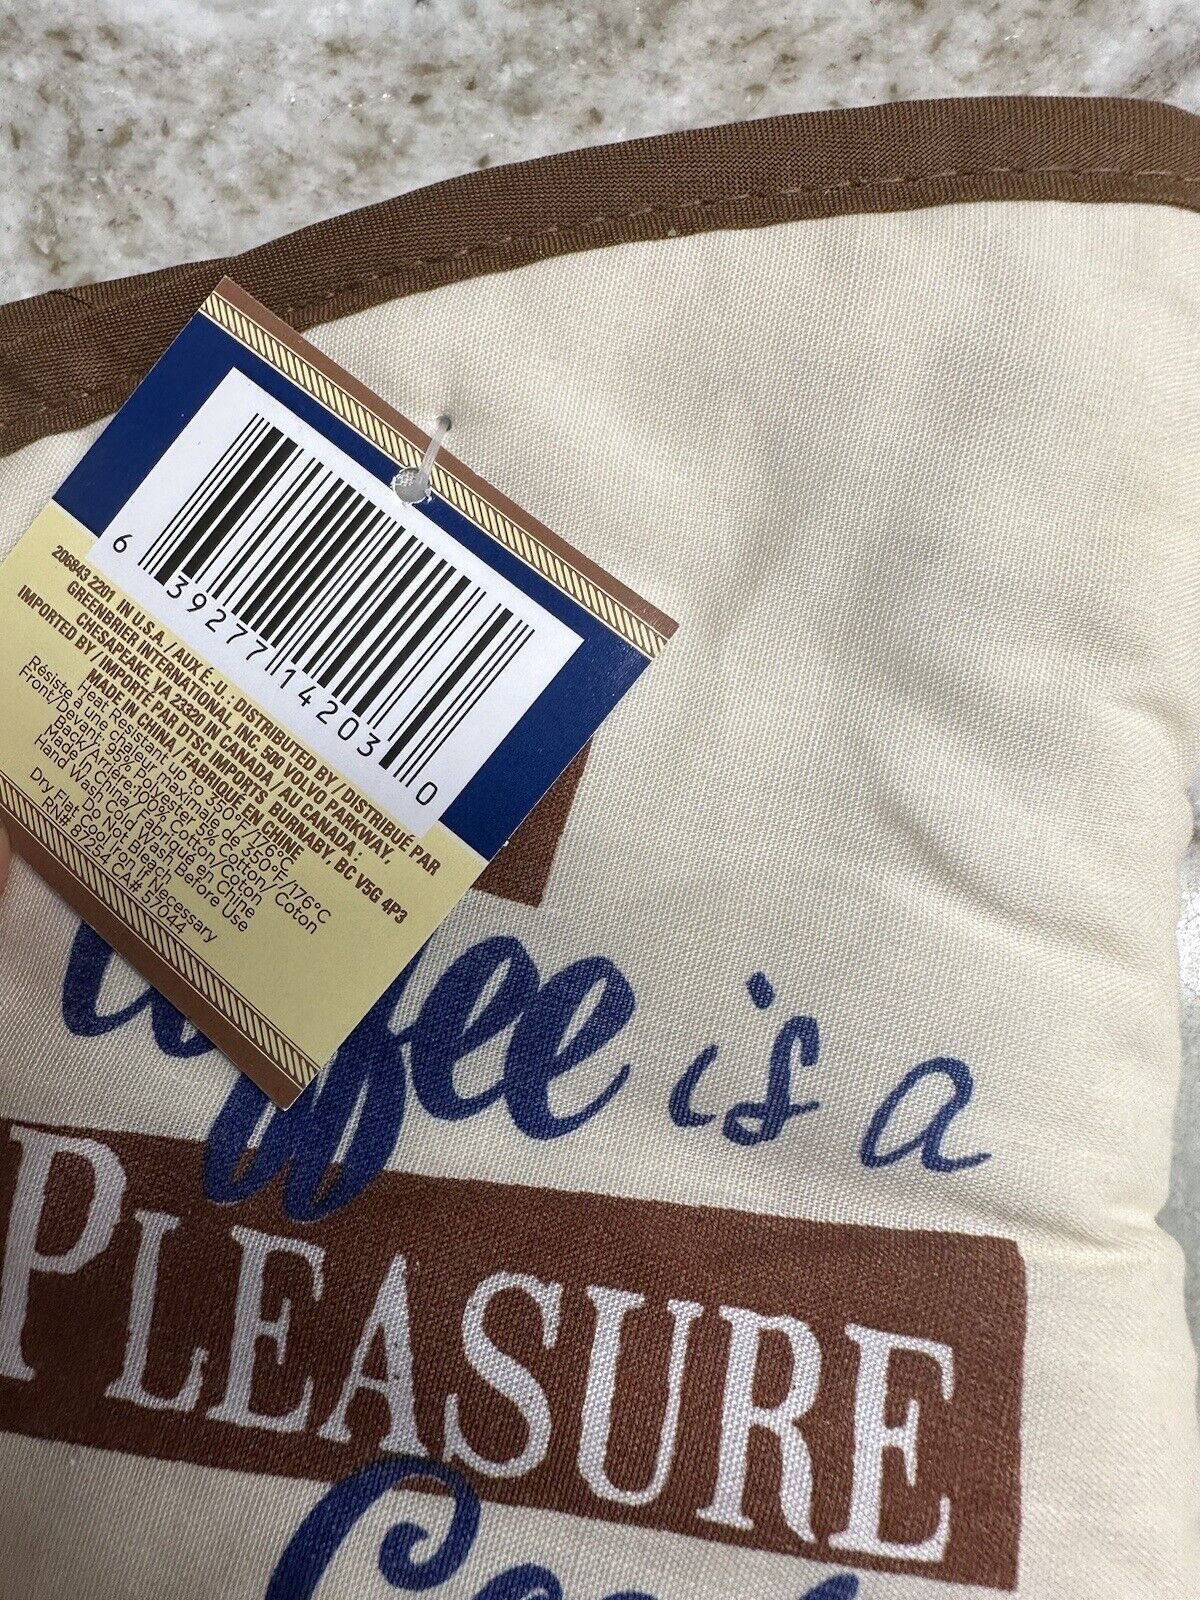 6 39277 14203 0
206843 2201 IN U.S.A. / AUX É.-U. : DISTRIBUTED BY / DISTRIBUÉ PAR
GREENBRIER INTERNATIONAL, INC. 500 VOLVO PARKWAY,
CHESAPEAKE, VA 23320 IN CANADA / AU CANADA :
IMPORTED BY / IMPORTÉ PAR DTSC IMPORTS, BURNABY, BC V5G 4P3
MADE IN CHINA / FABRIQUÉ EN CHINE
Heat Resistant up to 350°F/176°C
Résiste à une chaleur maximale de 350°F/176°C
Front/Devant: 95% Polyester 5% Cotton/Coton
Back/Arrière: 100% Cotton/Coton
Made in China/Fabriqué en Chine
Hand Wash Cold Wash Before Use
Do Not Bleach
Dry Flat Cool Iron If Necessary
RN# 87254 CA# 57044
Coffee is a
PLEASURE